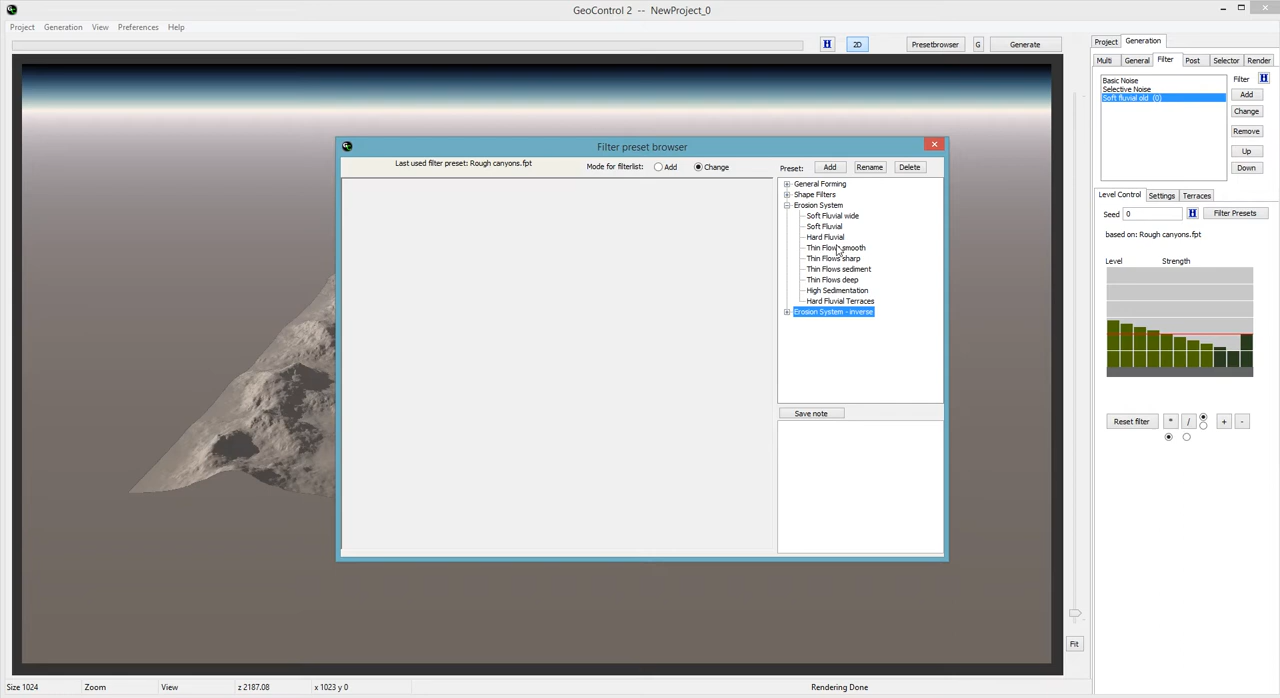 GeoControl 2 -- NewProject_0
Project Generation View Preferences Help
H 2D Presetbrowser G Generate
Project Generation
Multi General Filter Post Selector Render
Basic Noise
Selective Noise
Soft fluvial old (0)
Filter H
Add
Change
Remove
Up
Down
Level Control Settings Terraces
Seed 0 H Filter Presets
based on: Rough canyons.fpt
Level Strength
Reset filter * / + -
Filter preset browser
Last used filter preset: Rough canyons.fpt Mode for filterlist: Add Change Preset: Add Rename Delete
General Forming
Shape Filters
Erosion System
Soft Fluvial wide
Soft Fluvial
Hard Fluvial
Thin Flows smooth
Thin Flows sharp
Thin Flows sediment
Thin Flows deep
High Sedimentation
Hard Fluvial Terraces
Erosion System - inverse
Save note
Fit
Size 1024 Zoom View z 2187.08 x 1023 y 0 Rendering Done